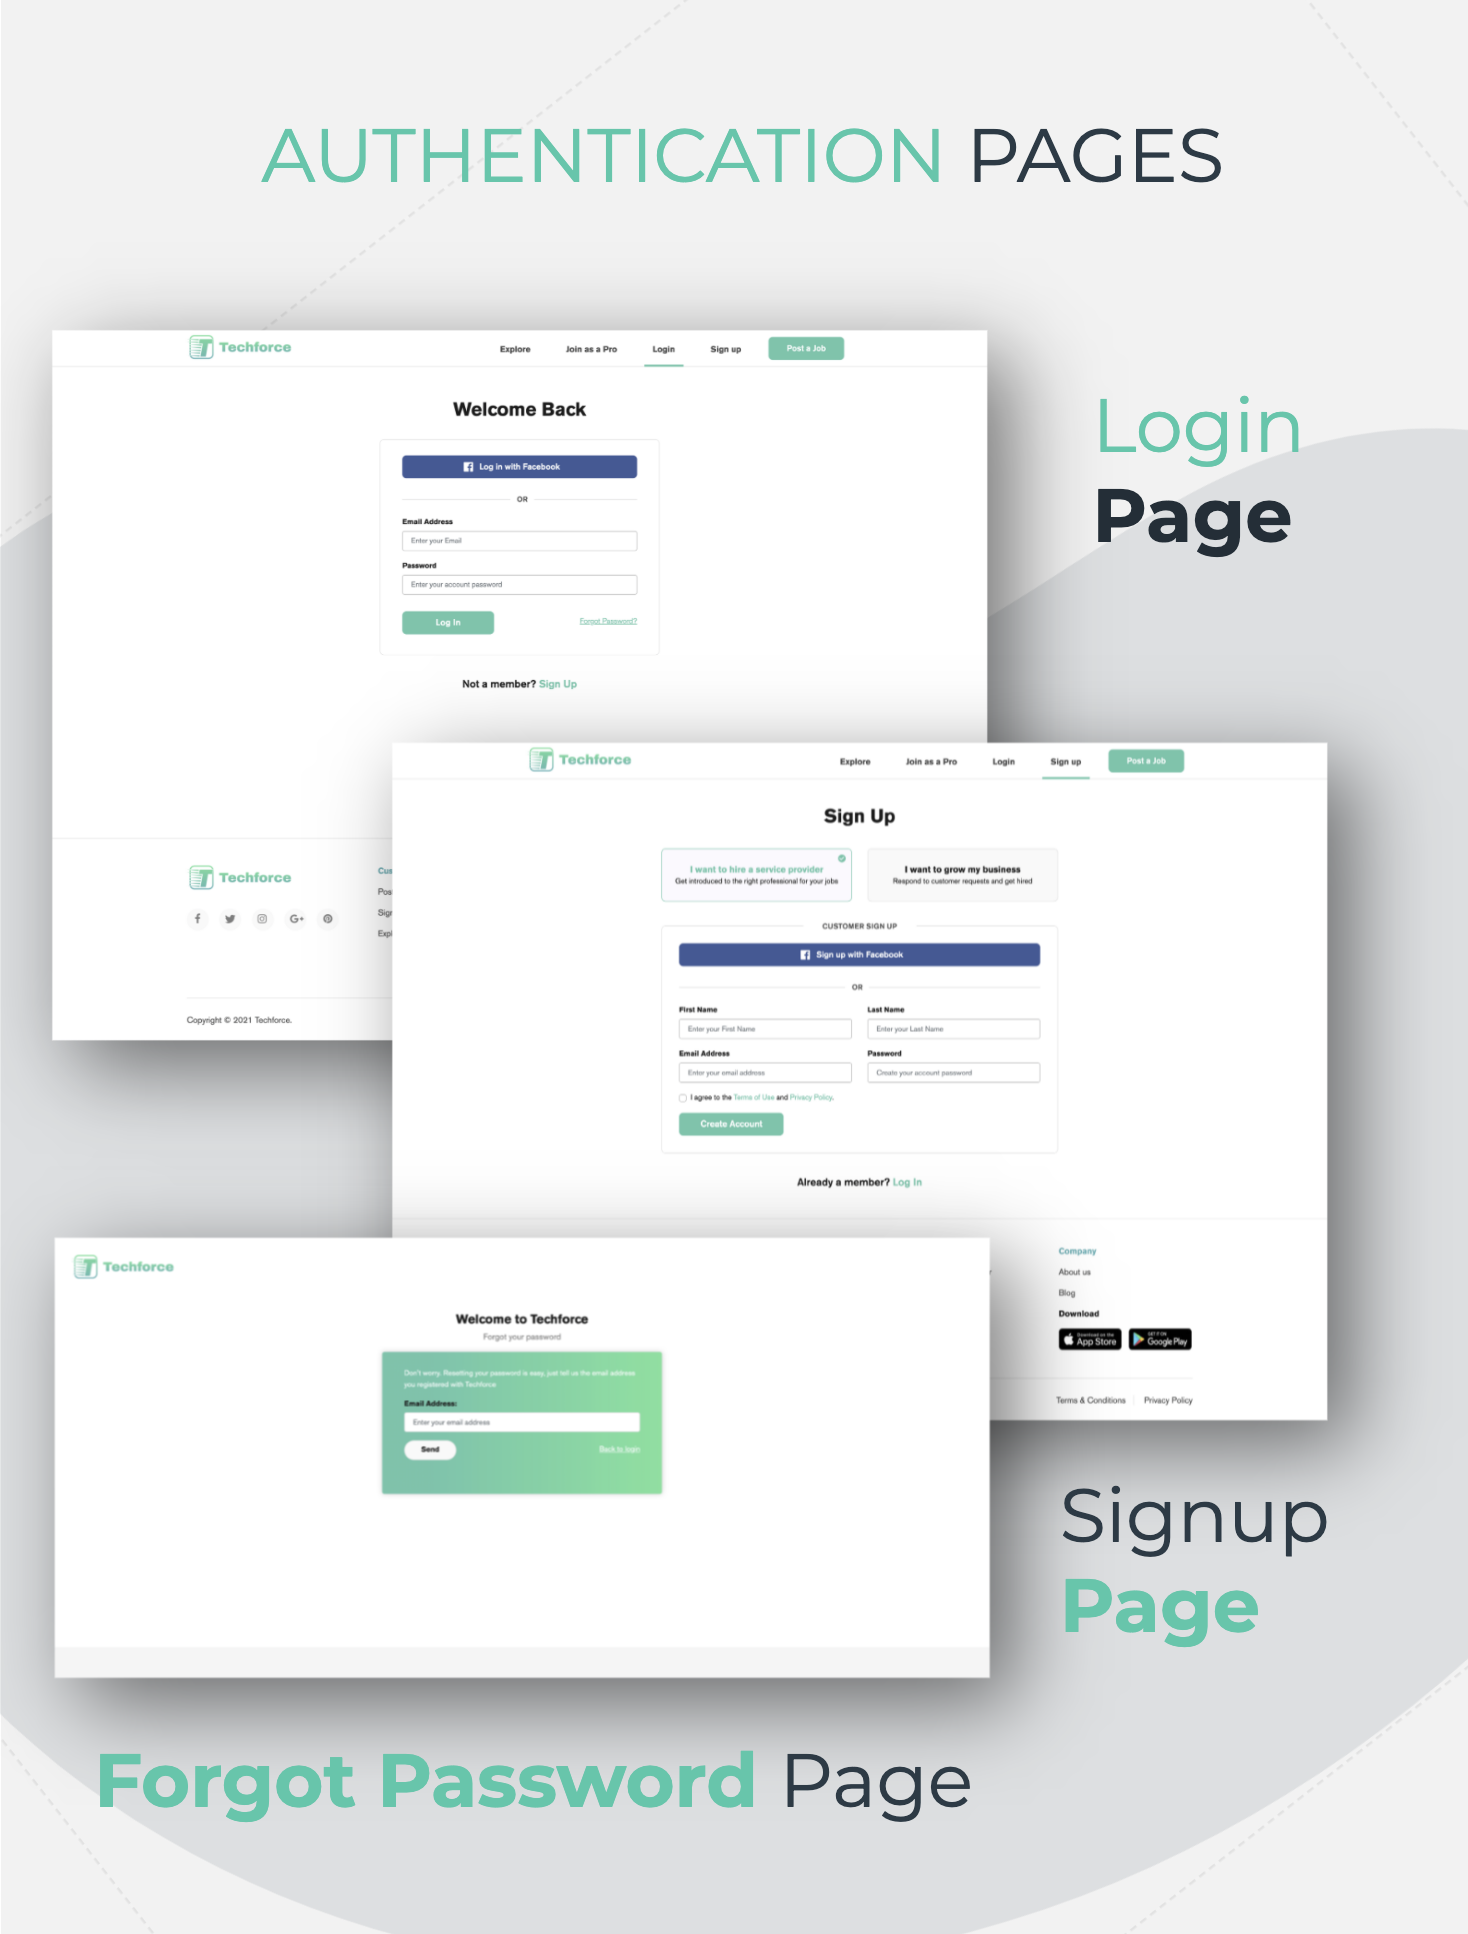 AUTHENTICATION PAGES
Techforce
Explore
Join as a Pro
Login
Sign up
Post a Job
Welcome Back
Log in with Facebook
OR
Email Address
Enter your Email
Password
Enter your account password
Log In
Forgot Password?
Not a member? Sign Up
Techforce
Copyright © 2021 Techforce.
Login
Page
Techforce
Explore
Join as a Pro
Login
Sign up
Post a Job
Sign Up
I want to hire a service provider
Get introduced to the right professional for your jobs
I want to grow my business
Respond to customer requests and get hired
CUSTOMER SIGN UP
Sign up with Facebook
OR
First Name
Last Name
Enter your First Name
Enter your Last Name
Email Address
Password
Enter your email address
Create your account password
I agree to the Terms of Use and Privacy Policy.
Create Account
Already a member? Log In
Company
About us
Blog
Download
Download on the
App Store
GET IT ON
Google Play
Terms & Conditions
Privacy Policy
Techforce
Welcome to Techforce
Forgot your password
Don't worry. Resetting your password is easy, just tell us the email address
you registered with Techforce
Email Address:
Enter your email address
Send
Back to login
Signup
Page
Forgot Password Page